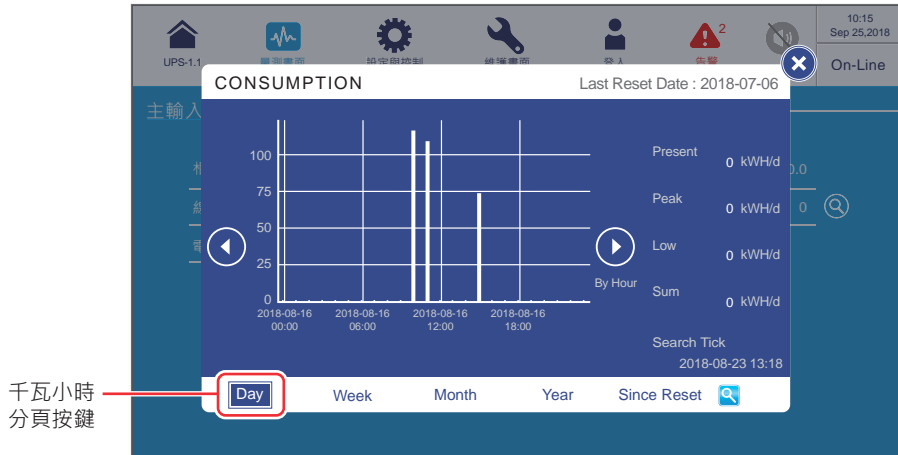 10:15
Sep 25,2018
2
UPS-1.1
量測畫面
設定與控制
維護畫面
登入
告警
On-Line
CONSUMPTION
Last Reset Date : 2018-07-06
主輸入
100
75
50
25
0
2018-08-16
00:00
2018-08-16
06:00
2018-08-16
12:00
2018-08-16
18:00
By Hour
Present
0 kWH/d
Peak
0 kWH/d
Low
0 kWH/d
Sum
0 kWH/d
Search Tick
2018-08-23 13:18
0.0
0
Day
Week
Month
Year
Since Reset
千瓦小時
分頁按鍵